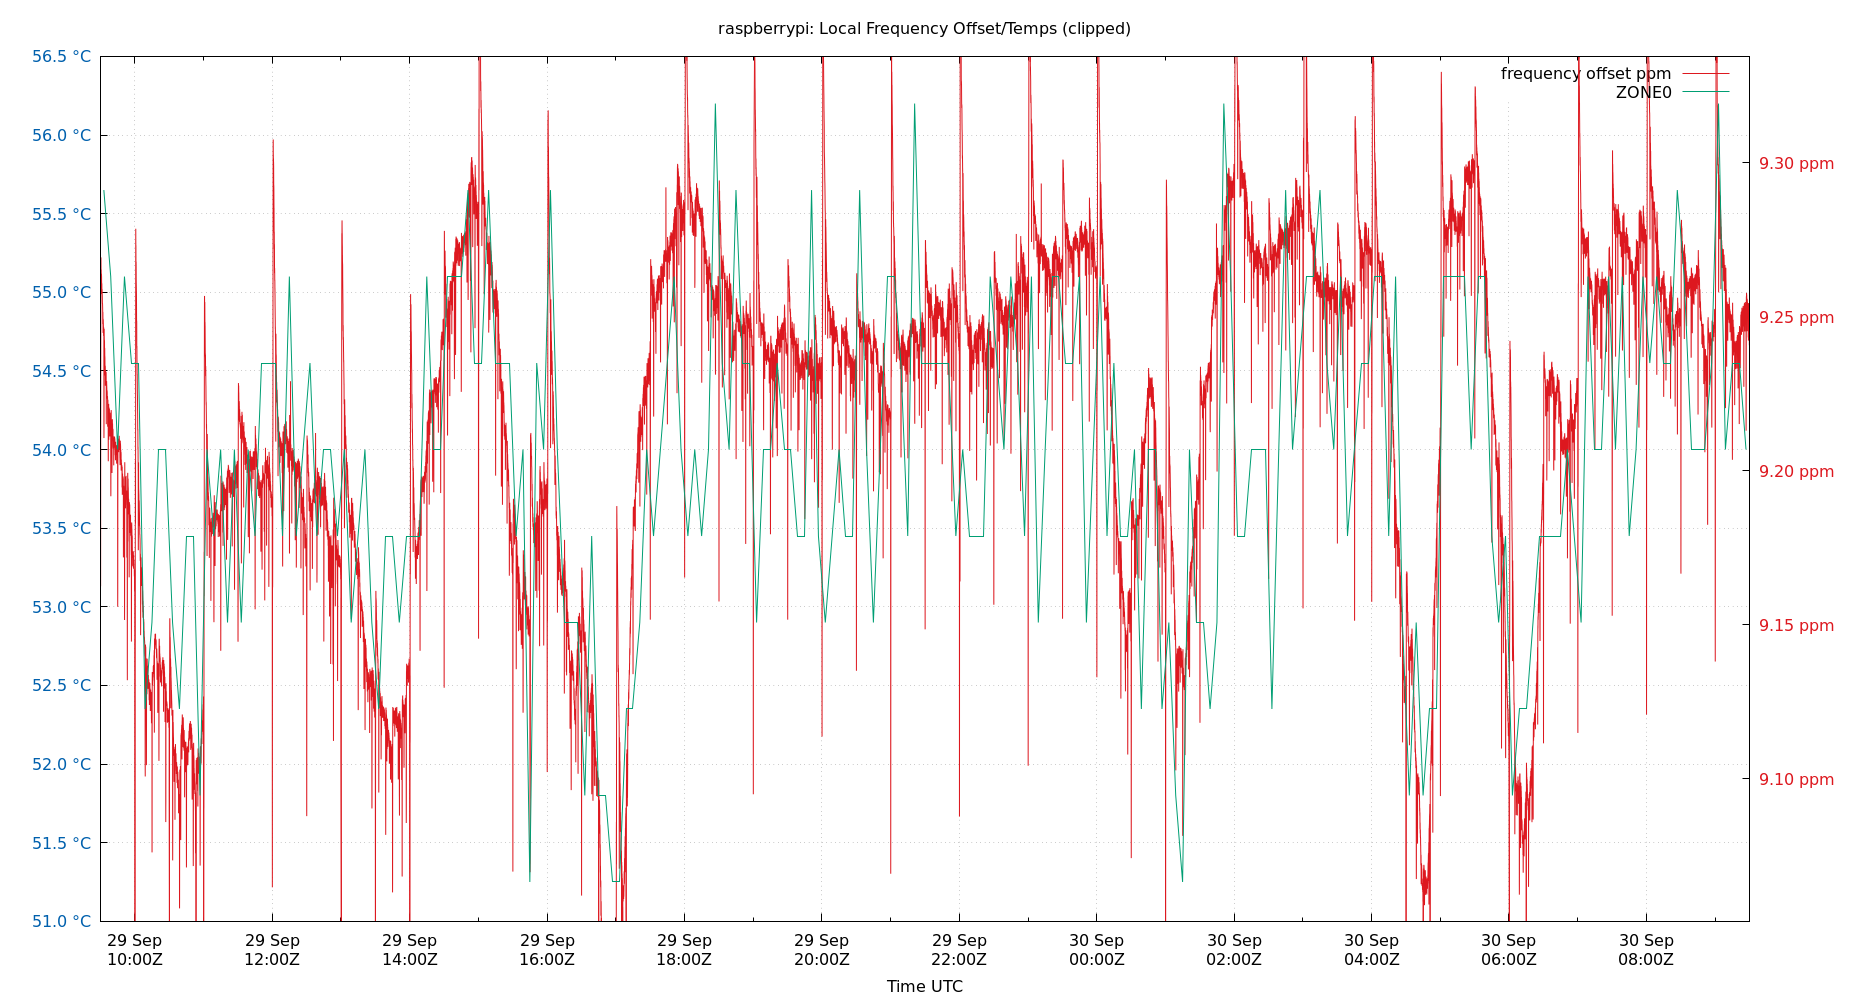 raspberrypi: Local Frequency Offset/Temps (clipped)
56.5 °C
56.0 °C
55.5 °C
55.0 °C
54.5 °C
54.0 °C
53.5 °C
53.0 °C
52.5 °C
52.0 °C
51.5 °C
51.0 °C
frequency offset ppm
ZONE0
9.30 ppm
9.25 ppm
9.20 ppm
9.15 ppm
9.10 ppm
29 Sep 29 Sep 29 Sep 29 Sep 29 Sep 29 Sep 29 Sep 30 Sep 30 Sep 30 Sep 30 Sep 30 Sep
10:00Z 12:00Z 14:00Z 16:00Z 18:00Z 20:00Z 22:00Z 00:00Z 02:00Z 04:00Z 06:00Z 08:00Z
Time UTC